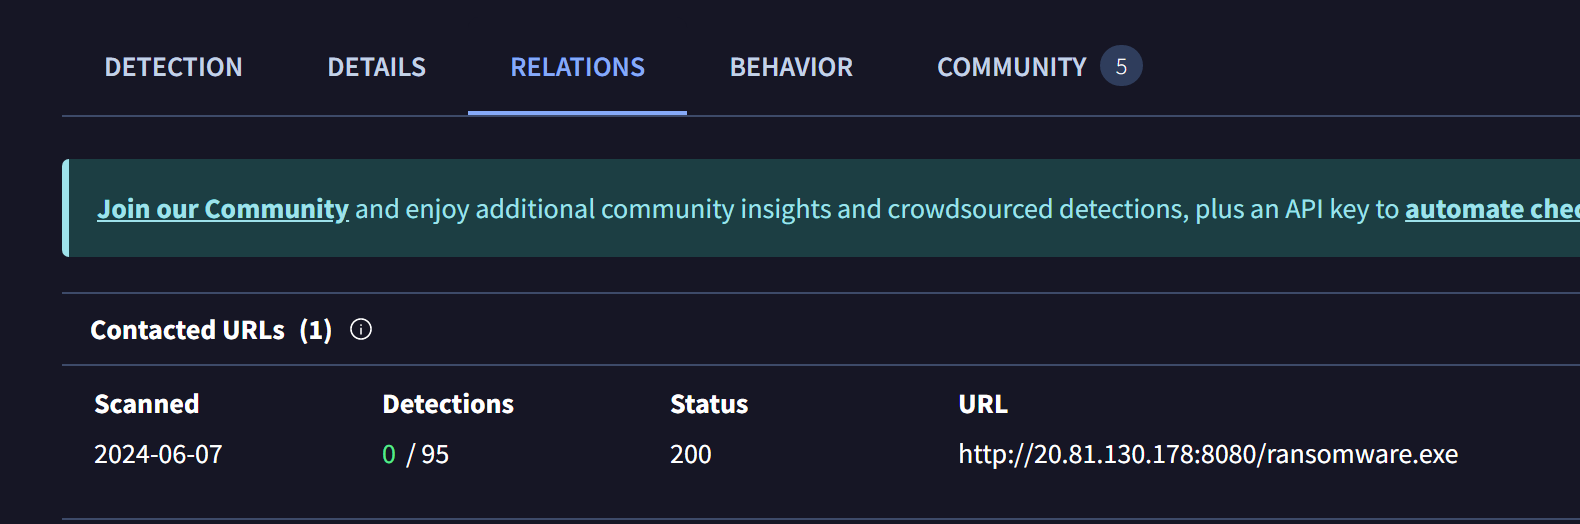 DETECTION DETAILS RELATIONS BEHAVIOR COMMUNITY 5
Join our Community and enjoy additional community insights and crowdsourced detections, plus an API key to automate chec
Contacted URLs (1)
Scanned Detections Status URL
2024-06-07 0 / 95 200 http://20.81.130.178:8080/ransomware.exe